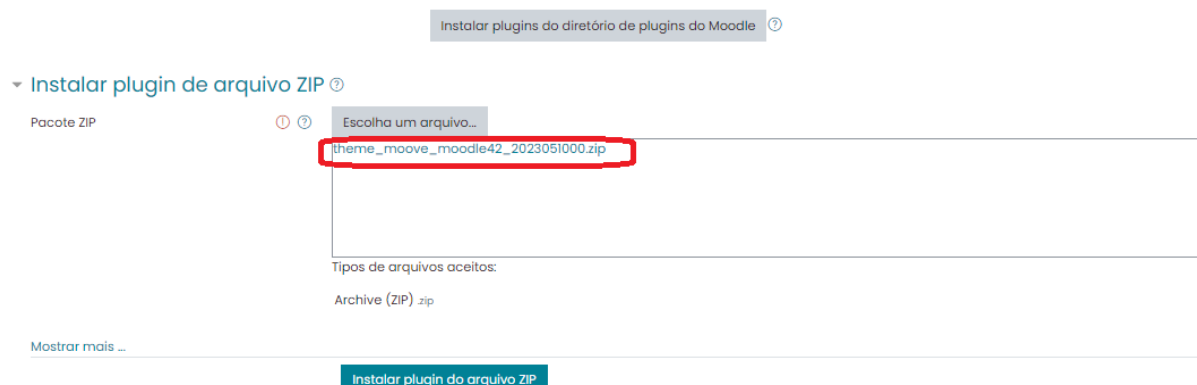 Instalar plugins do diretório de plugins do Moodle
Instalar plugin de arquivo ZIP
Pacote ZIP
Escolha um arquivo...
theme_moove_moodle42_2023051000.zip
Tipos de arquivos aceitos:
Archive (ZIP) .zip
Mostrar mais ...
Instalar plugin do arquivo ZIP